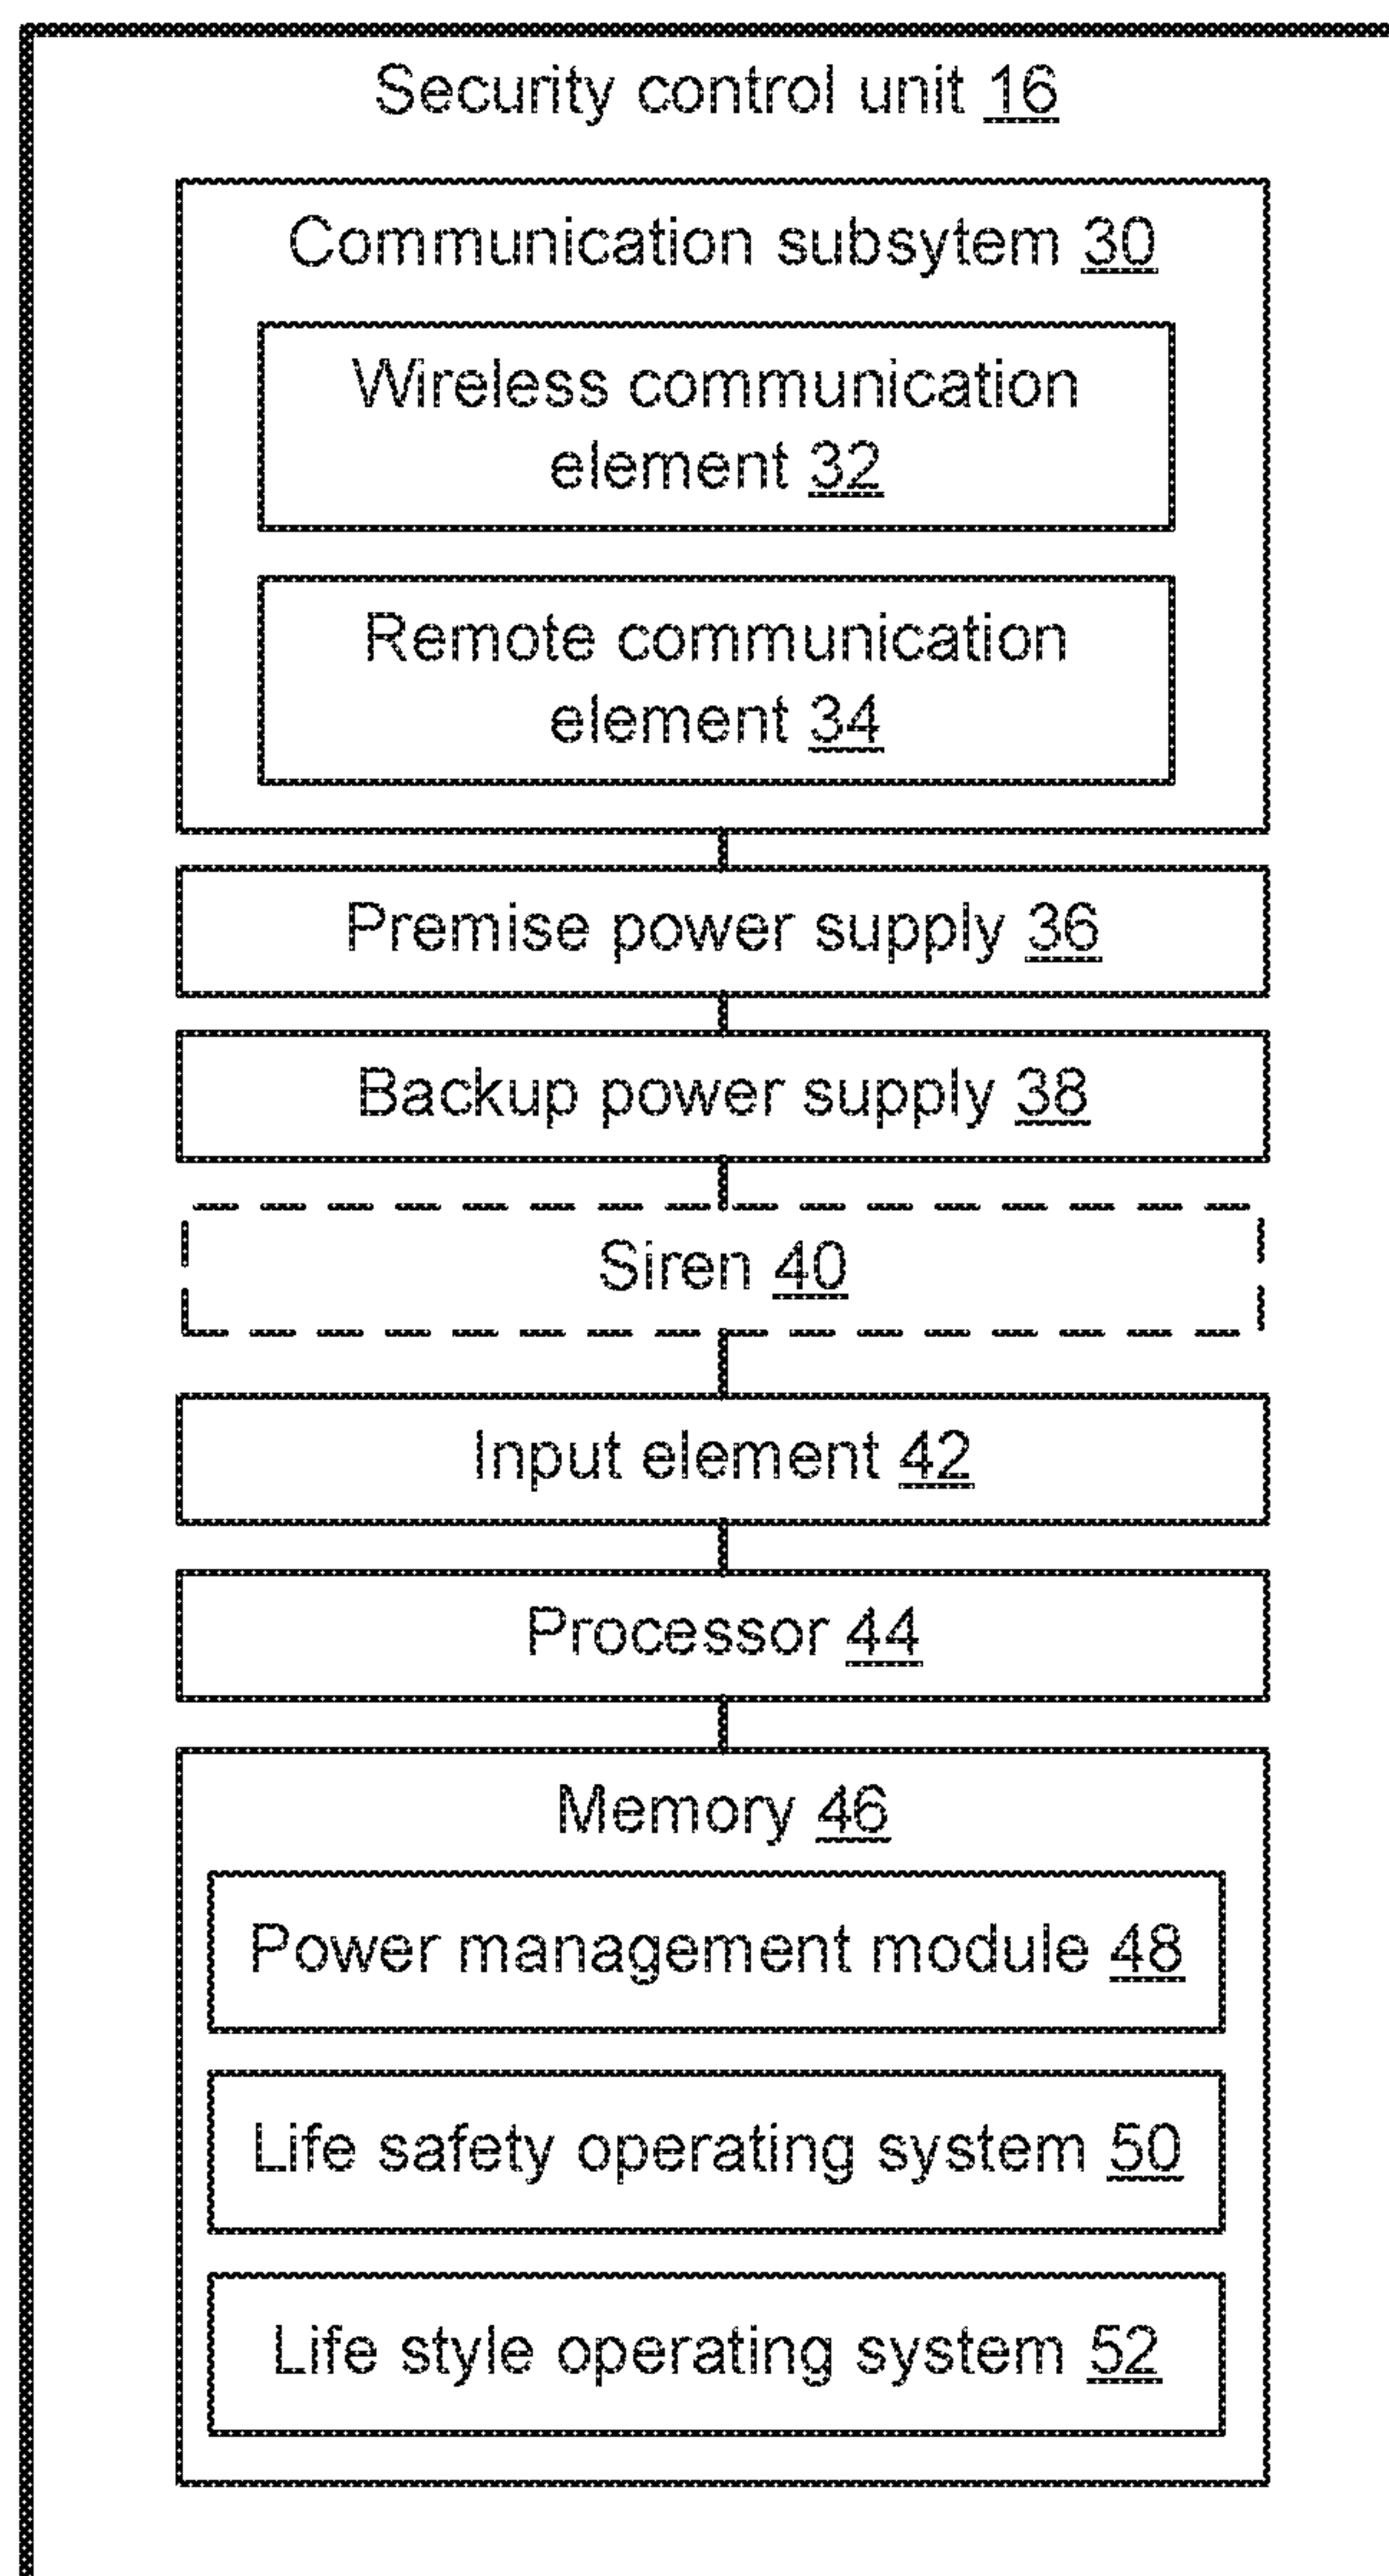 Security control unit 16
Communication subsytem 30
Wireless communication
element 32
Remote communication
element 34
Premise power supply 36
Backup power supply 38
Siren 40
Input element 42
Processor 44
Memory 46
Power management module 48
Life safety operating system 50
Life style operating system 52